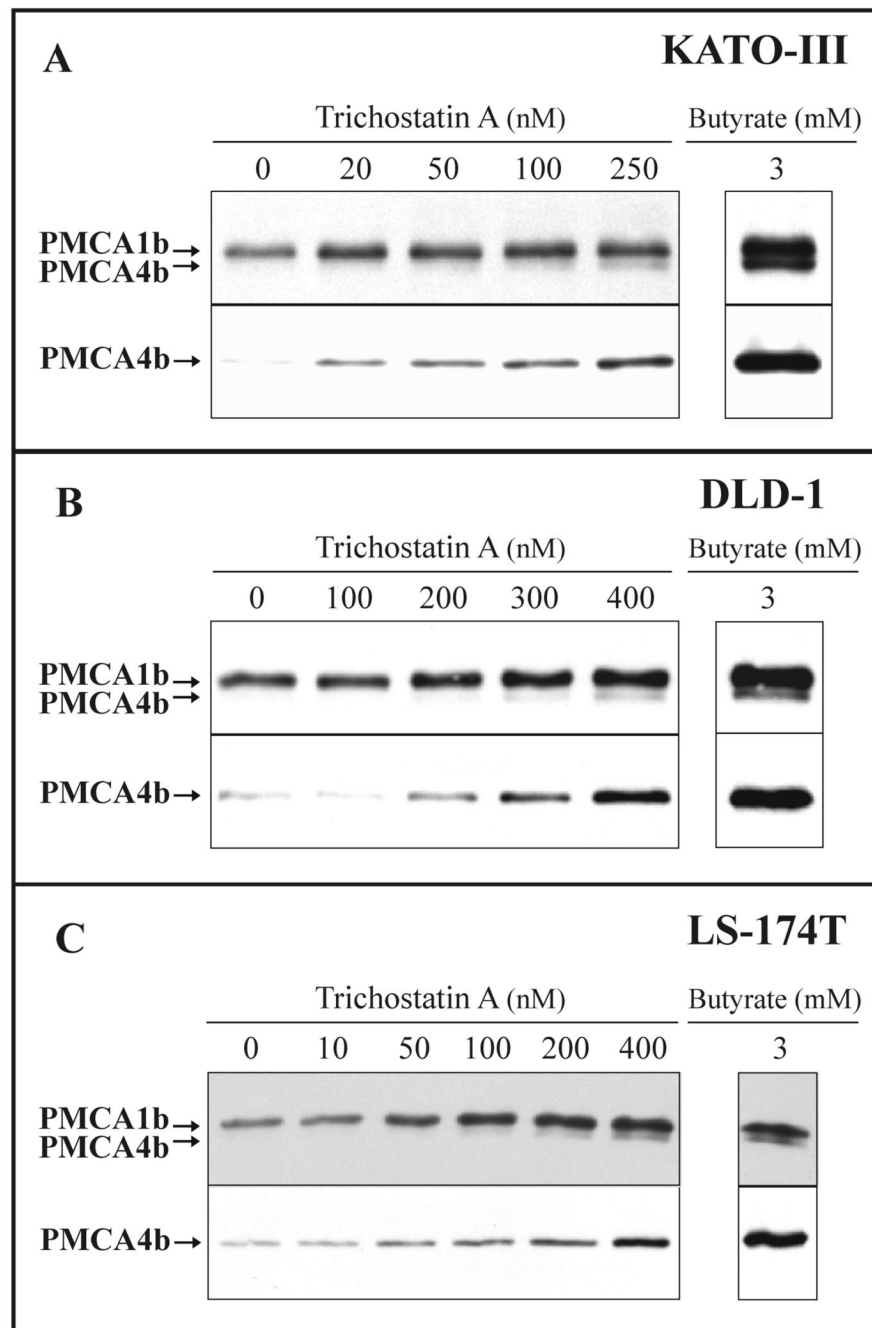 A
KATO-III
Trichostatin A (nM)
Butyrate (mM)
0 20 50 100 250
3
PMCA1b→
PMCA4b→
PMCA4b→
B
DLD-1
Trichostatin A (nM)
Butyrate (mM)
0 100 200 300 400
3
PMCA1b→
PMCA4b→
PMCA4b→
C
LS-174T
Trichostatin A (nM)
Butyrate (mM)
0 10 50 100 200 400
3
PMCA1b→
PMCA4b→
PMCA4b→